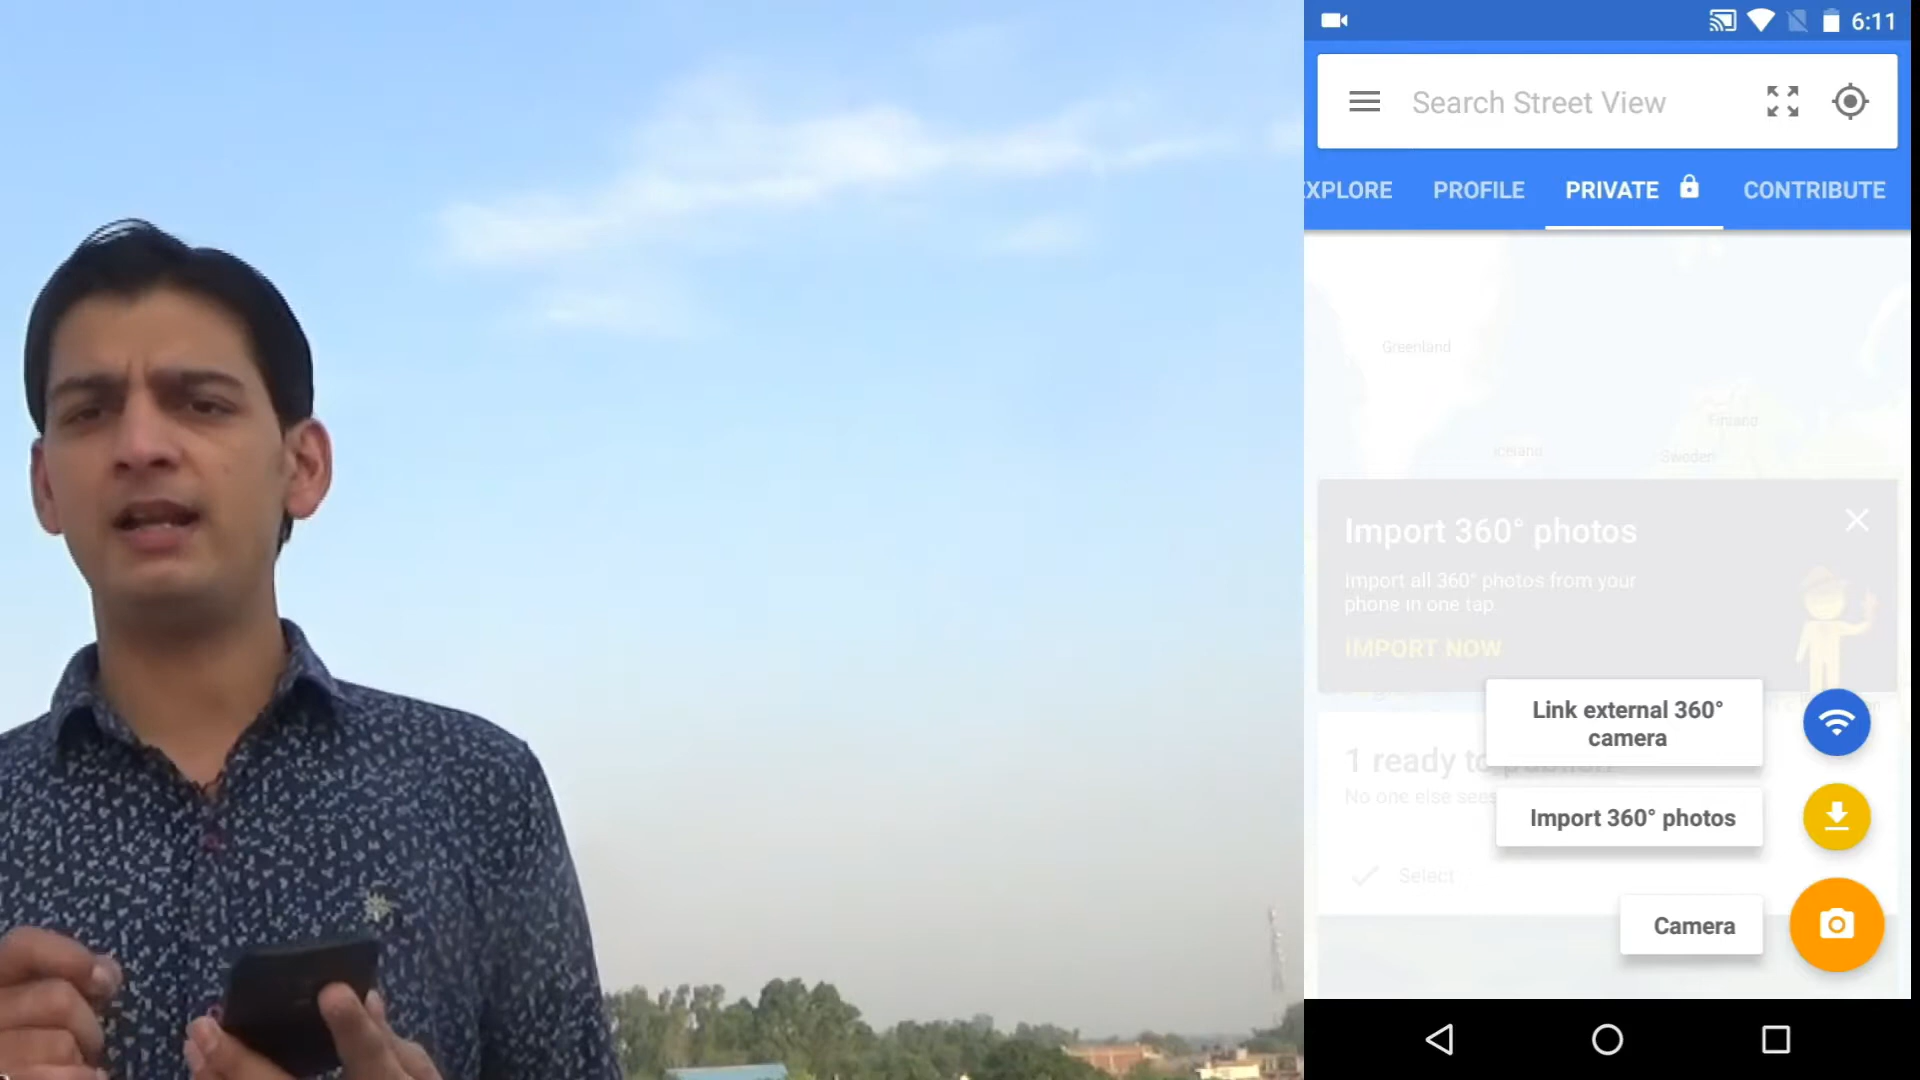 6:11
Search Street View
XPLORE PROFILE PRIVATE CONTRIBUTE
Greenland
Finland
Iceland
Sweden
Import 360° photos
Import all 360° photos from your
phone in one tap
IMPORT NOW
Link external 360°
camera
1 ready to publish
No one else sees
Import 360° photos
Select
Camera